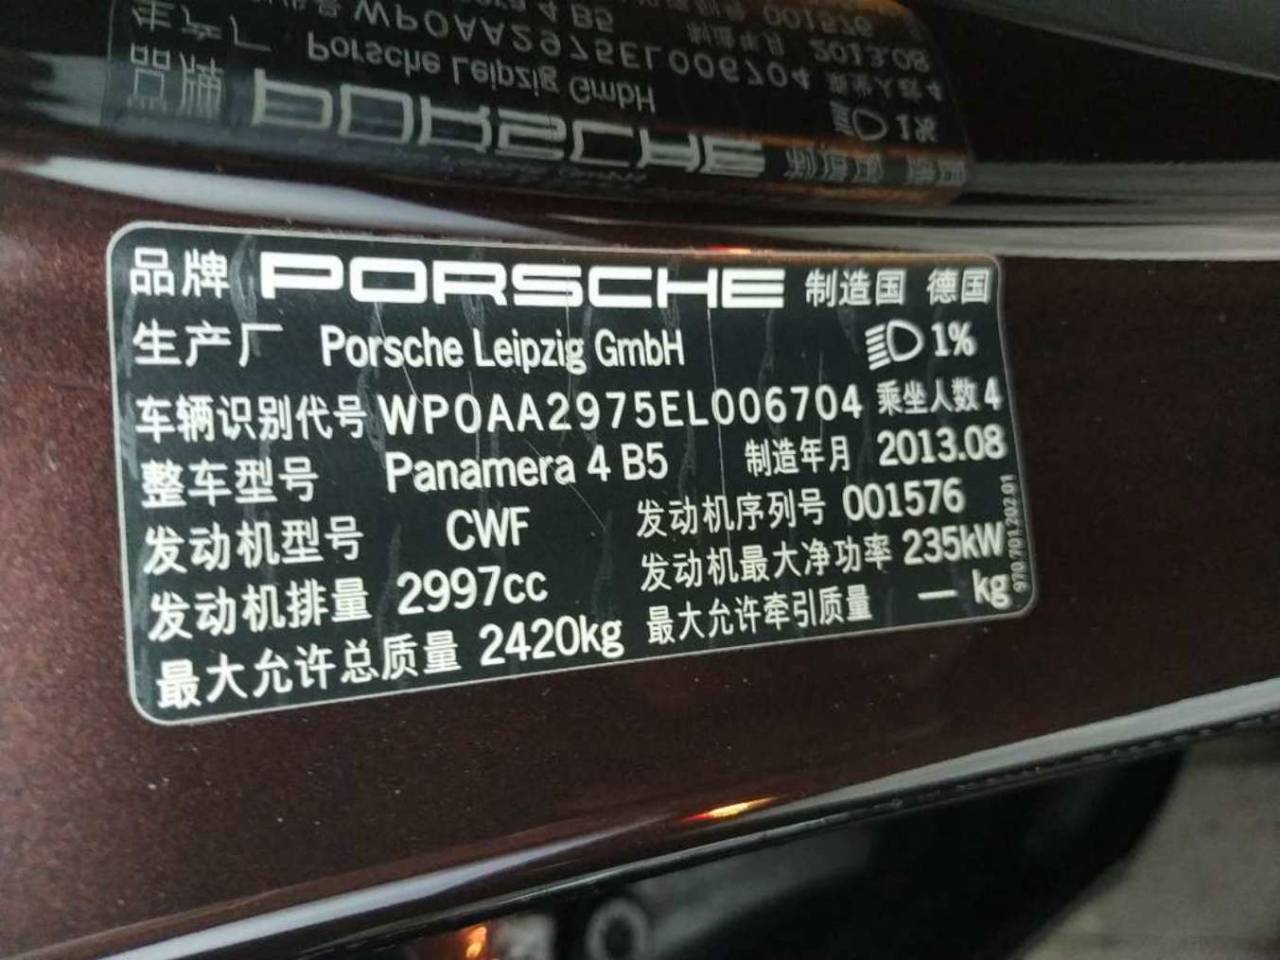 品牌 PORSCHE 制造国 德国
生产厂 Porsche Leipzig GmbH 1%
车辆识别代号 WP0AA2975EL006704 乘坐人数 4
整车型号 Panamera 4 B5 制造年月 2013.08
发动机型号 CWF 发动机序列号 001576
发动机排量 2997cc 发动机最大净功率 235kW
最大允许总质量 2420kg 最大允许牵引质量 — kg
970.701.202.01